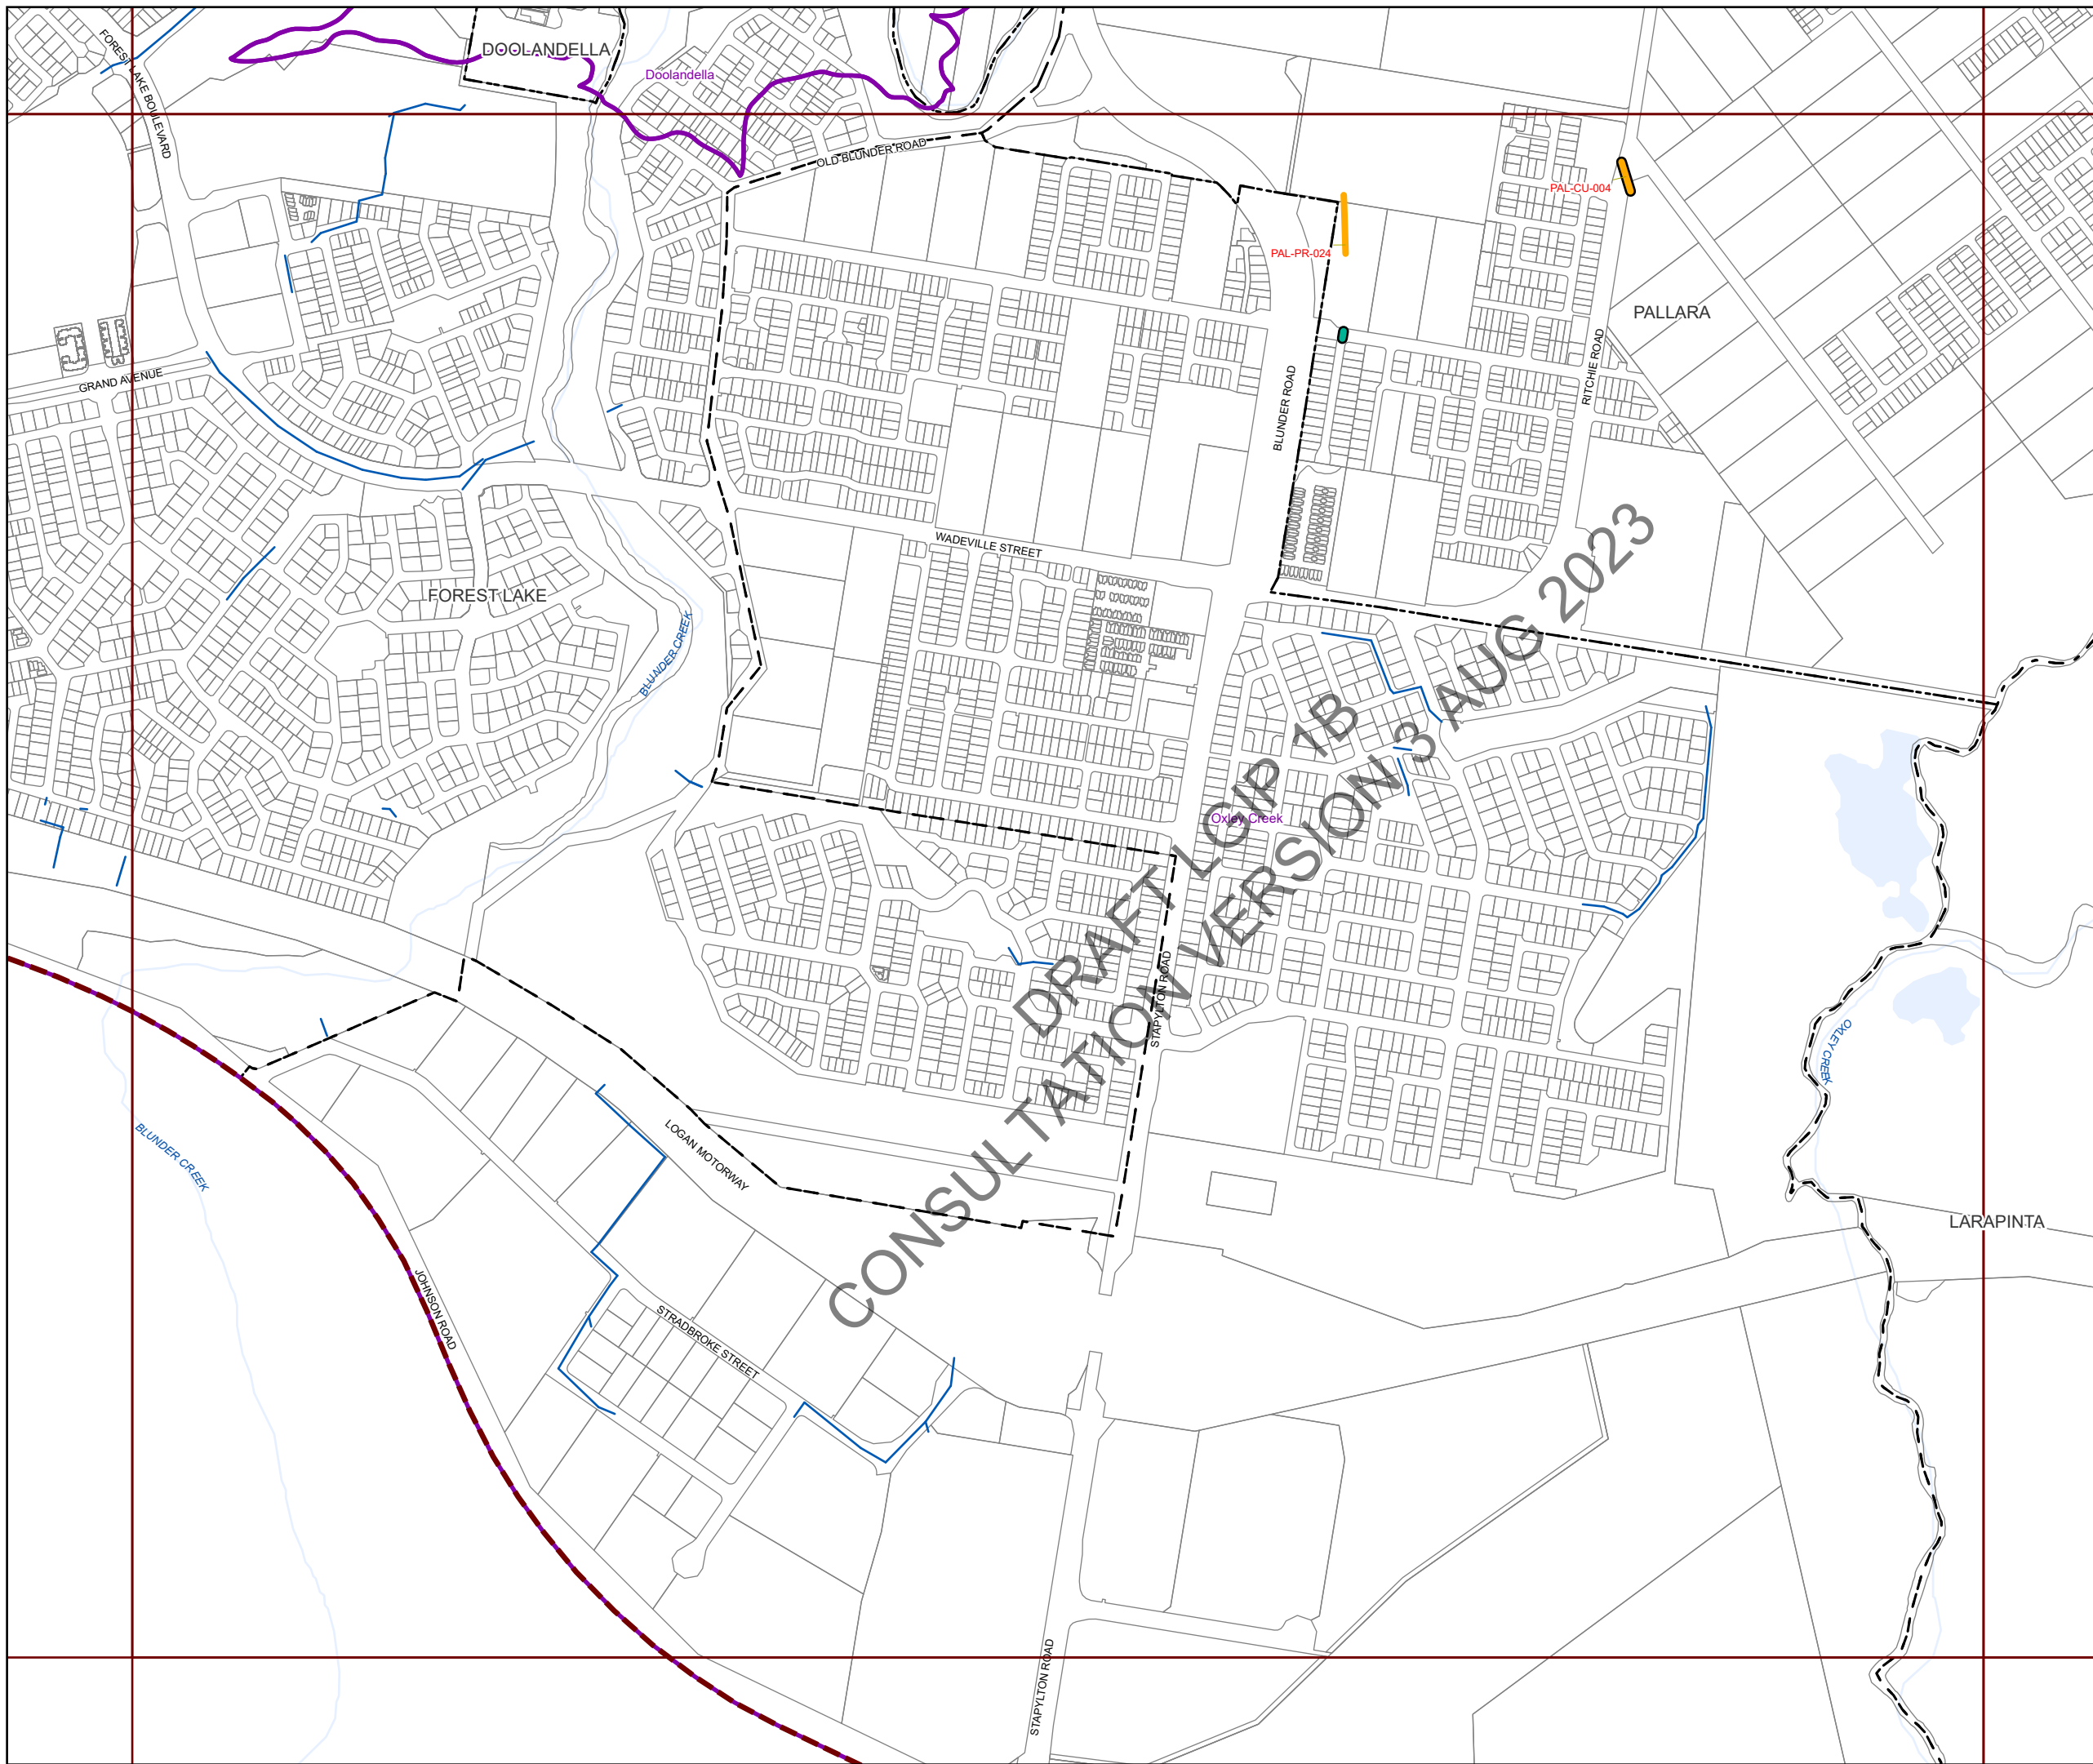 FOREST LAKE BOULEVARD
DOOLANDELLA
Doolandella
OLD BLUNDER ROAD
PAL-CU-004
PAL-PR-024
PALLARA
GRAND AVENUE
RITCHIE ROAD
BLUNDER ROAD
WADEVILLE STREET
FOREST LAKE
BLUNDER CREEK
Oxley Creek
DRAFT LGIP 1B
CONSULTATION VERSION 3 AUG 2023
STAPYLTON ROAD
OXLEY CREEK
BLUNDER CREEK
LOGAN MOTORWAY
LARAPINTA
JOHNSON ROAD
STRADBROKE STREET
STAPYLTON ROAD